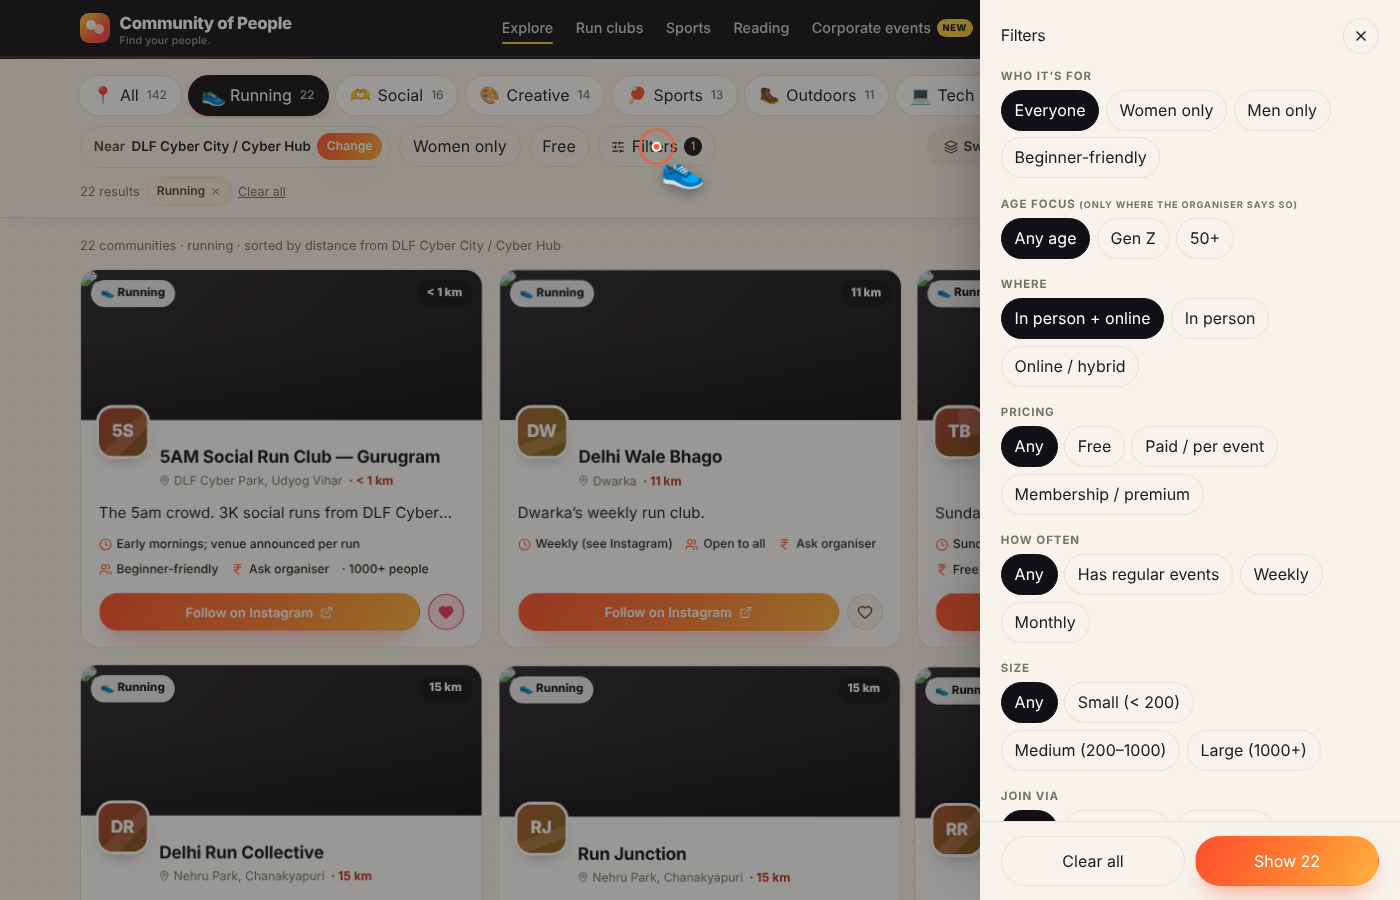 Community of People
Find your people.
Explore Run clubs Sports Reading Corporate events NEW
All 142 Running 22 Social 16 Creative 14 Sports 13 Outdoors 11 Tech
Near DLF Cyber City / Cyber Hub Change Women only Free Filters 1
22 results Running × Clear all
22 communities · running · sorted by distance from DLF Cyber City / Cyber Hub
Running < 1 km
5S
5AM Social Run Club — Gurugram
DLF Cyber Park, Udyog Vihar · < 1 km
The 5am crowd. 3K social runs from DLF Cyber...
Early mornings; venue announced per run
Beginner-friendly ₹ Ask organiser · 1000+ people
Follow on Instagram
Running 11 km
DW
Delhi Wale Bhago
Dwarka · 11 km
Dwarka’s weekly run club.
Weekly (see Instagram) Open to all ₹ Ask organiser
Follow on Instagram
TB
₹ Free
Running 15 km
DR
Delhi Run Collective
Nehru Park, Chanakyapuri · 15 km
Running 15 km
RJ
Run Junction
Nehru Park, Chanakyapuri · 15 km
RR
Filters
WHO IT’S FOR
Everyone Women only Men only
Beginner-friendly
AGE FOCUS (ONLY WHERE THE ORGANISER SAYS SO)
Any age Gen Z 50+
WHERE
In person + online In person
Online / hybrid
PRICING
Any Free Paid / per event
Membership / premium
HOW OFTEN
Any Has regular events Weekly
Monthly
SIZE
Any Small (< 200)
Medium (200–1000) Large (1000+)
JOIN VIA
Clear all Show 22